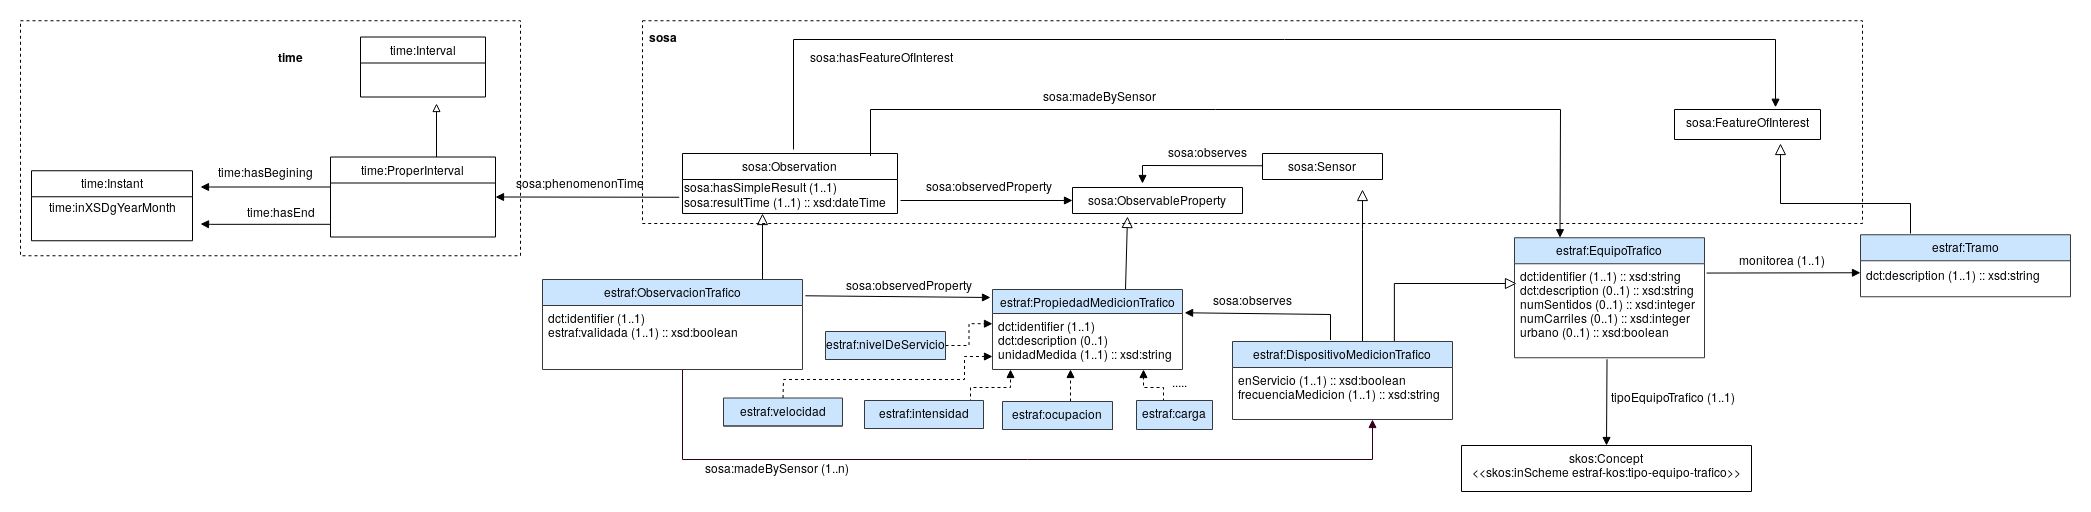 time
time:Interval
time:Instant
time:inXSDgYearMonth
time:hasBegining
time:hasEnd
time:ProperInterval
sosa:phenomenonTime
sosa
sosa:hasFeatureOfInterest
sosa:madeBySensor
sosa:Observation
sosa:hasSimpleResult (1..1)
sosa:resultTime (1..1) :: xsd:dateTime
sosa:observedProperty
sosa:observes
sosa:Sensor
sosa:ObservableProperty
sosa:FeatureOfInterest
estraf:ObservacionTrafico
dct:identifier (1..1)
estraf:validada (1..1) :: xsd:boolean
sosa:observedProperty
estraf:PropiedadMedicionTrafico
dct:identifier (1..1)
dct:description (0..1)
unidadMedida (1..1) :: xsd:string
sosa:observes
estraf:nivelDeServicio
estraf:velocidad
estraf:intensidad
estraf:ocupacion
estraf:carga
.....
estraf:DispositivoMedicionTrafico
enServicio (1..1) :: xsd:boolean
frecuenciaMedicion (1..1) :: xsd:string
sosa:madeBySensor (1..n)
estraf:EquipoTrafico
dct:identifier (1..1) :: xsd:string
dct:description (0..1) :: xsd:string
numSentidos (0..1) :: xsd:integer
numCarriles (0..1) :: xsd:integer
urbano (0..1) :: xsd:boolean
monitorea (1..1)
estraf:Tramo
dct:description (1..1) :: xsd:string
tipoEquipoTrafico (1..1)
skos:Concept
<<skos:inScheme estraf-kos:tipo-equipo-trafico>>